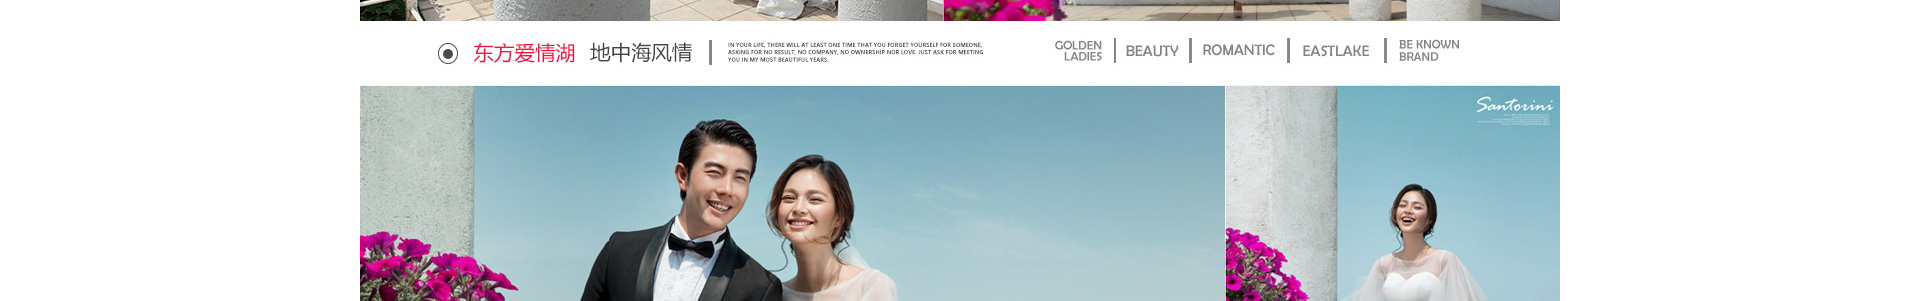 东方爱情湖 地中海风情
IN YOUR LIFE, THERE WILL AT LEAST ONE TIME THAT YOU FORGET YOURSELF FOR SOMEONE,
ASKING FOR NO RESULT, NO COMPANY, NO OWNERSHIP NOR LOVE. JUST ASK FOR MEETING
YOU IN MY MOST BEAUTIFUL YEARS.
GOLDEN
LADIES
BEAUTY
ROMANTIC
EASTLAKE
BE KNOWN
BRAND
Santorini